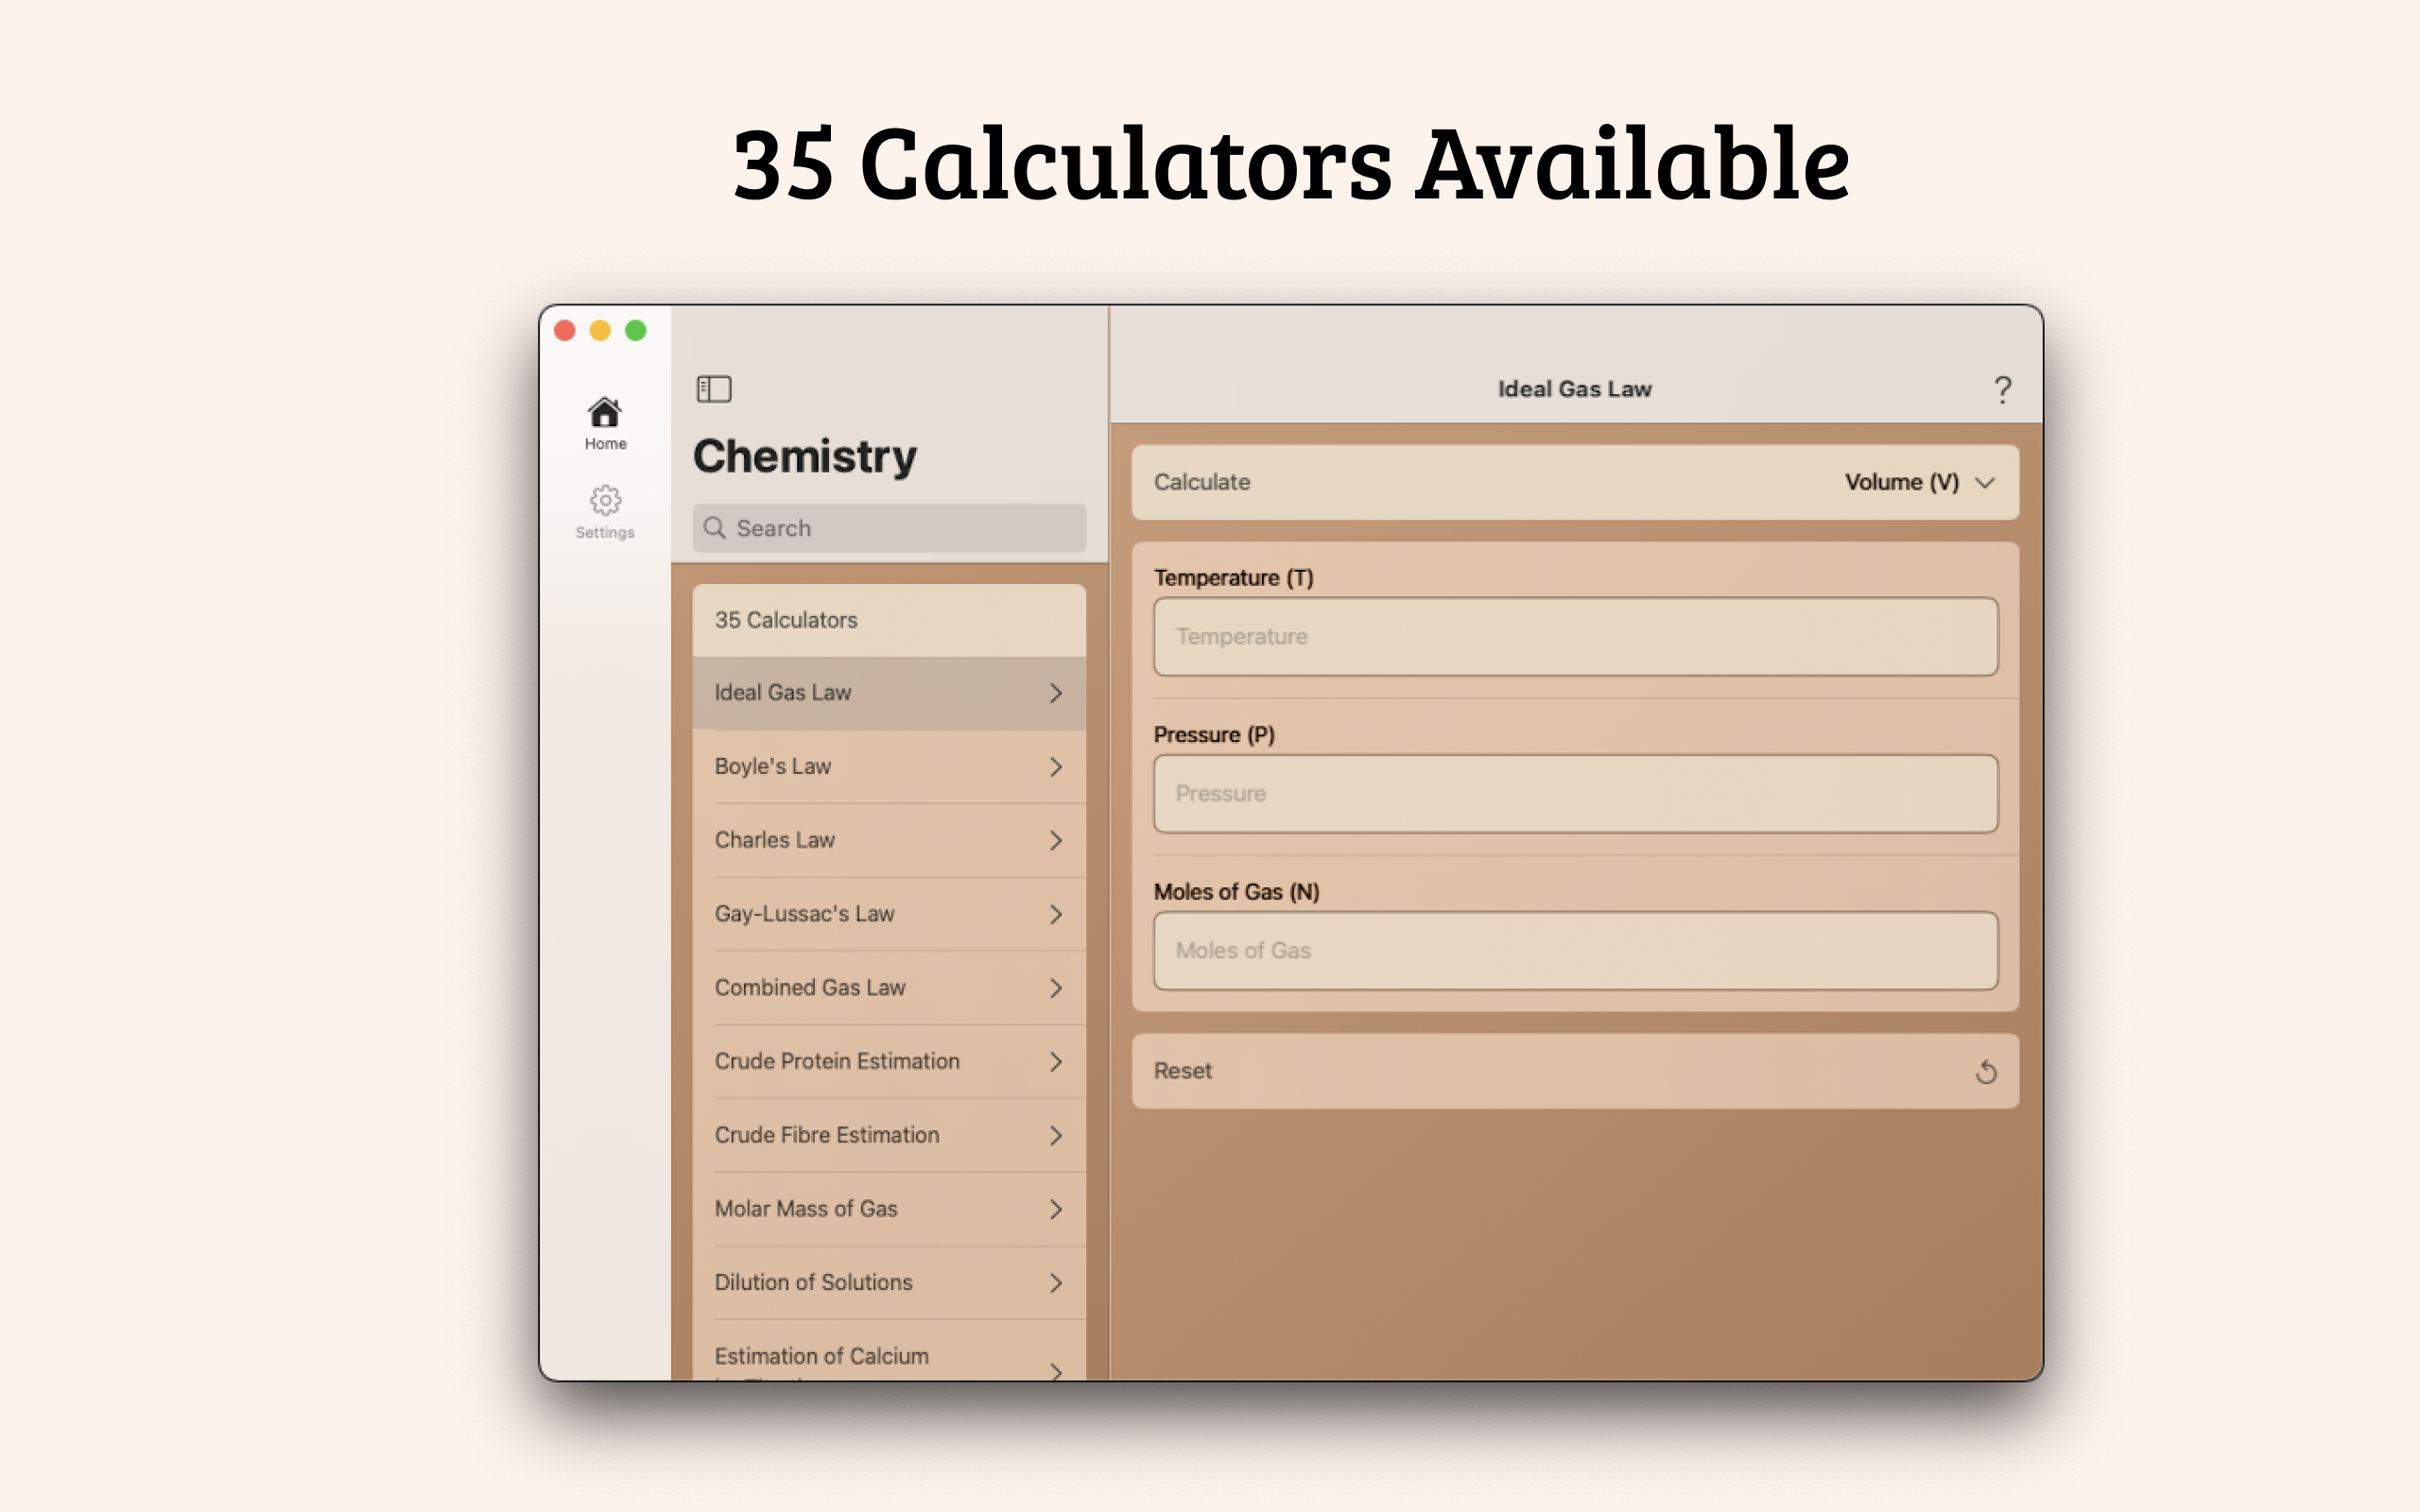 35 Calculators Available
Home
Settings
Chemistry
Search
35 Calculators
Ideal Gas Law
Boyle's Law
Charles Law
Gay-Lussac's Law
Combined Gas Law
Crude Protein Estimation
Crude Fibre Estimation
Molar Mass of Gas
Dilution of Solutions
Estimation of Calcium
Ideal Gas Law
?
Calculate
Volume (V)
Temperature (T)
Temperature
Pressure (P)
Pressure
Moles of Gas (N)
Moles of Gas
Reset